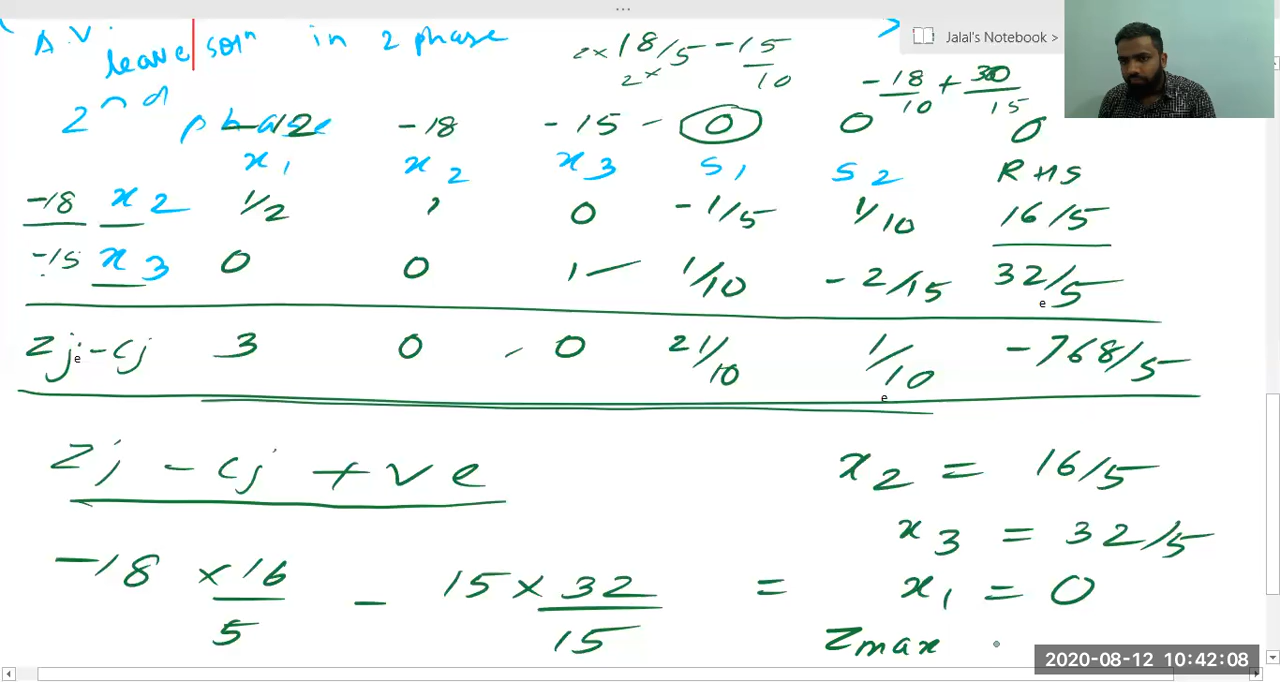 ...
A.V. leave solⁿ in 2 phase
2 × 18/5 - 15/10
2 ×
Jalal's Notebook >
-18/10 + 30/15
2nd phase -12 -18 -15 - 0 0 0
x1 x2 x3 S1 S2 RHS
-18 x2 1/2 1 0 -1/5 1/10 16/5
-15 x3 0 0 1 1/10 -2/15 32/5
e
Zj-cj 3 0 0 21/10 1/10 -768/5
e
e
Zj - cj +ve
x2 = 16/5
x3 = 32/5
-18 × 16/5 - 15 × 32/15 =
x1 = 0
Zmax
2020-08-12 10:42:08